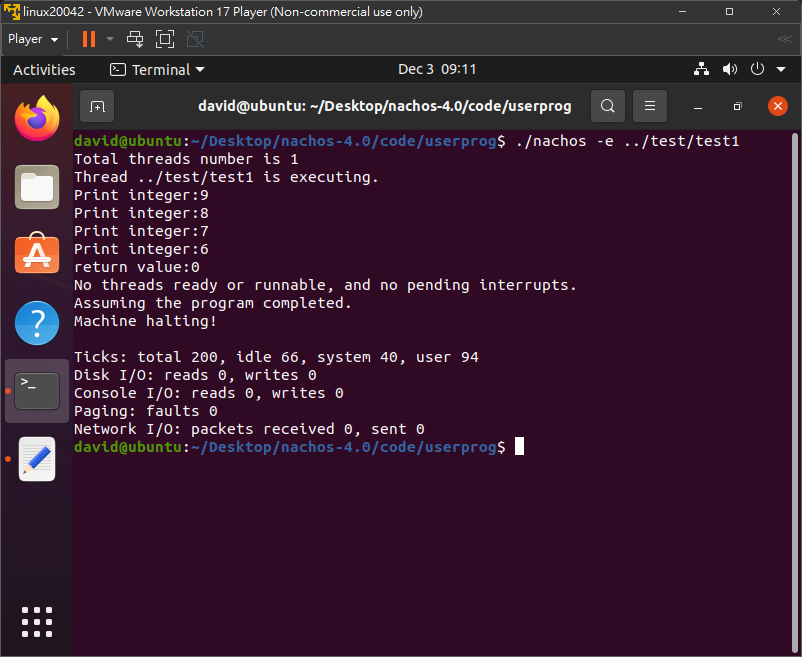 linux20042 - VMware Workstation 17 Player (Non-commercial use only)
Player
Activities
Terminal
Dec 3 09:11
david@ubuntu: ~/Desktop/nachos-4.0/code/userprog
david@ubuntu:~/Desktop/nachos-4.0/code/userprog$ ./nachos -e ../test/test1
Total threads number is 1
Thread ../test/test1 is executing.
Print integer:9
Print integer:8
Print integer:7
Print integer:6
return value:0
No threads ready or runnable, and no pending interrupts.
Assuming the program completed.
Machine halting!
Ticks: total 200, idle 66, system 40, user 94
Disk I/O: reads 0, writes 0
Console I/O: reads 0, writes 0
Paging: faults 0
Network I/O: packets received 0, sent 0
david@ubuntu:~/Desktop/nachos-4.0/code/userprog$